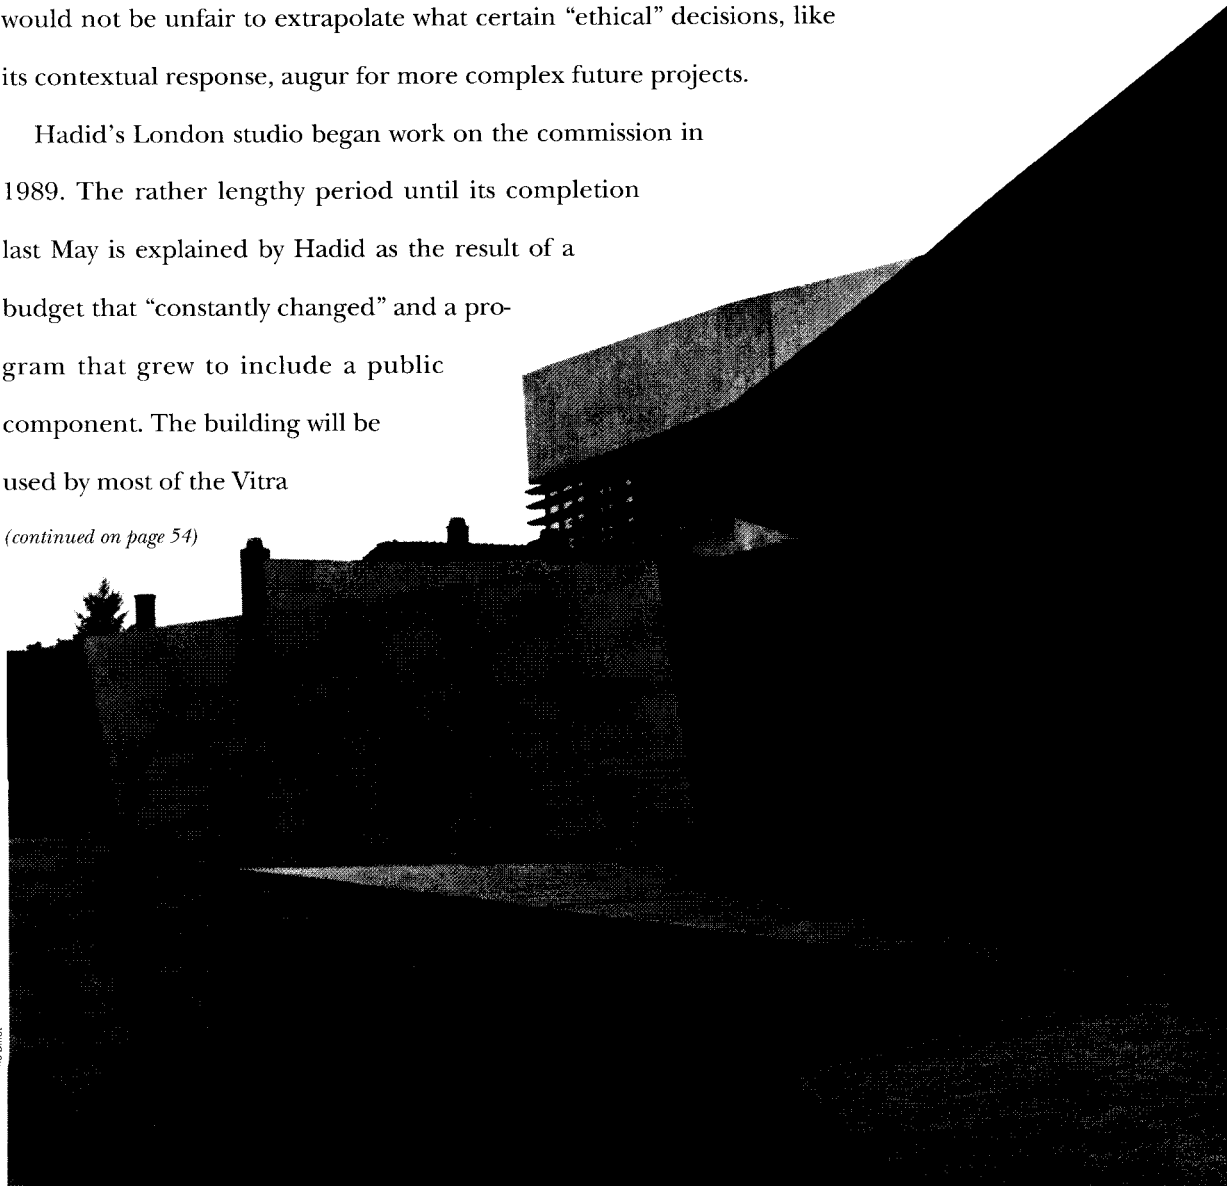 would not be unfair to extrapolate what certain “ethical” decisions, like
its contextual response, augur for more complex future projects.
Hadid’s London studio began work on the commission in
1989. The rather lengthy period until its completion
last May is explained by Hadid as the result of a
budget that “constantly changed” and a pro-
gram that grew to include a public
component. The building will be
used by most of the Vitra
(continued on page 54)